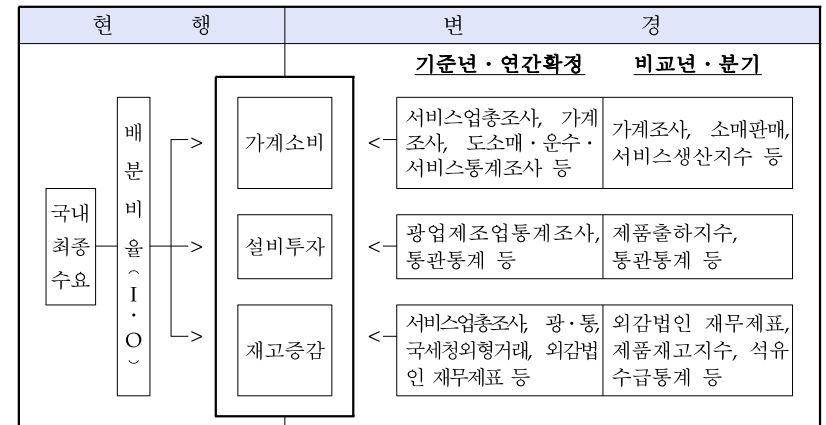 현 행
변 경
기준년·연간확정
비교년·분기
국내
최종
수요
배
분
비
율
(
I
·
O
)
가계소비
서비스업총조사, 가계
조사, 도소매·운수·
서비스통계조사 등
가계조사, 소매판매,
서비스생산지수 등
설비투자
광업제조업통계조사,
통관통계 등
제품출하지수,
통관통계 등
재고증감
서비스업총조사, 광·통,
국세청외형거래, 외감법
인 재무제표 등
외감법인 재무제표,
제품재고지수, 석유
수급통계 등